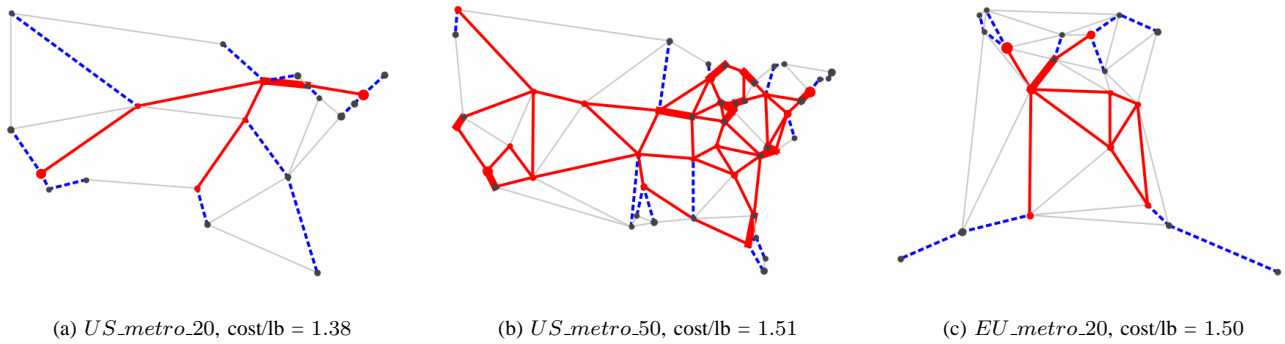 (a) US_metro_20, cost/lb = 1.38
(b) US_metro_50, cost/lb = 1.51
(c) EU_metro_20, cost/lb = 1.50